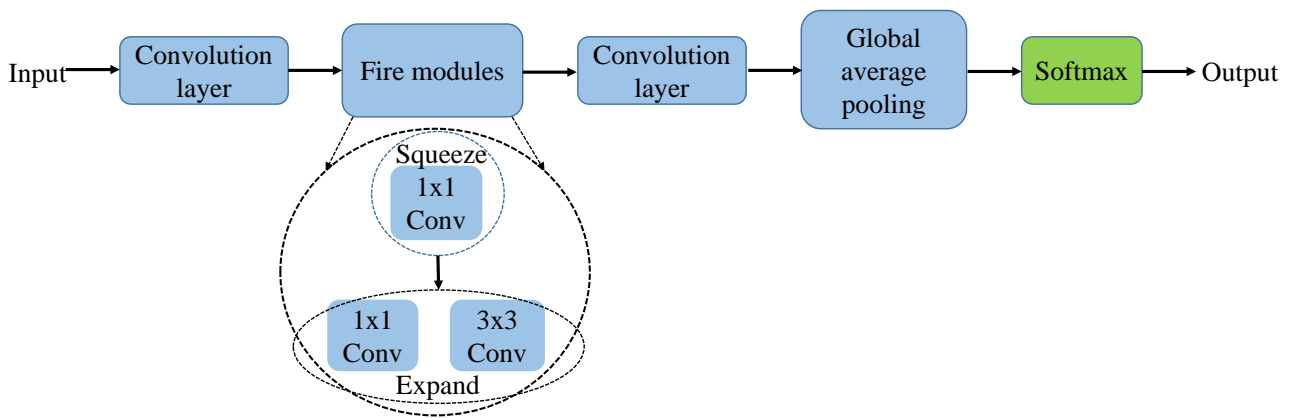 Input
Convolution
layer
Fire modules
Convolution
layer
Global
average
pooling
Softmax
Output
Squeeze
1x1
Conv
1x1
Conv
3x3
Conv
Expand